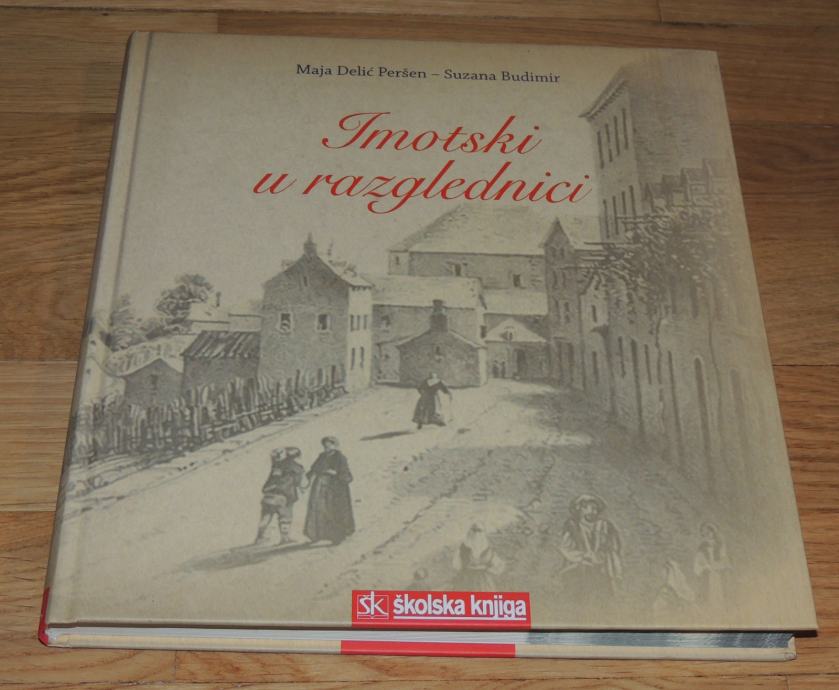 Maja Delić Peršen – Suzana Budimir
Imotski
u razglednici
šk školska knjiga